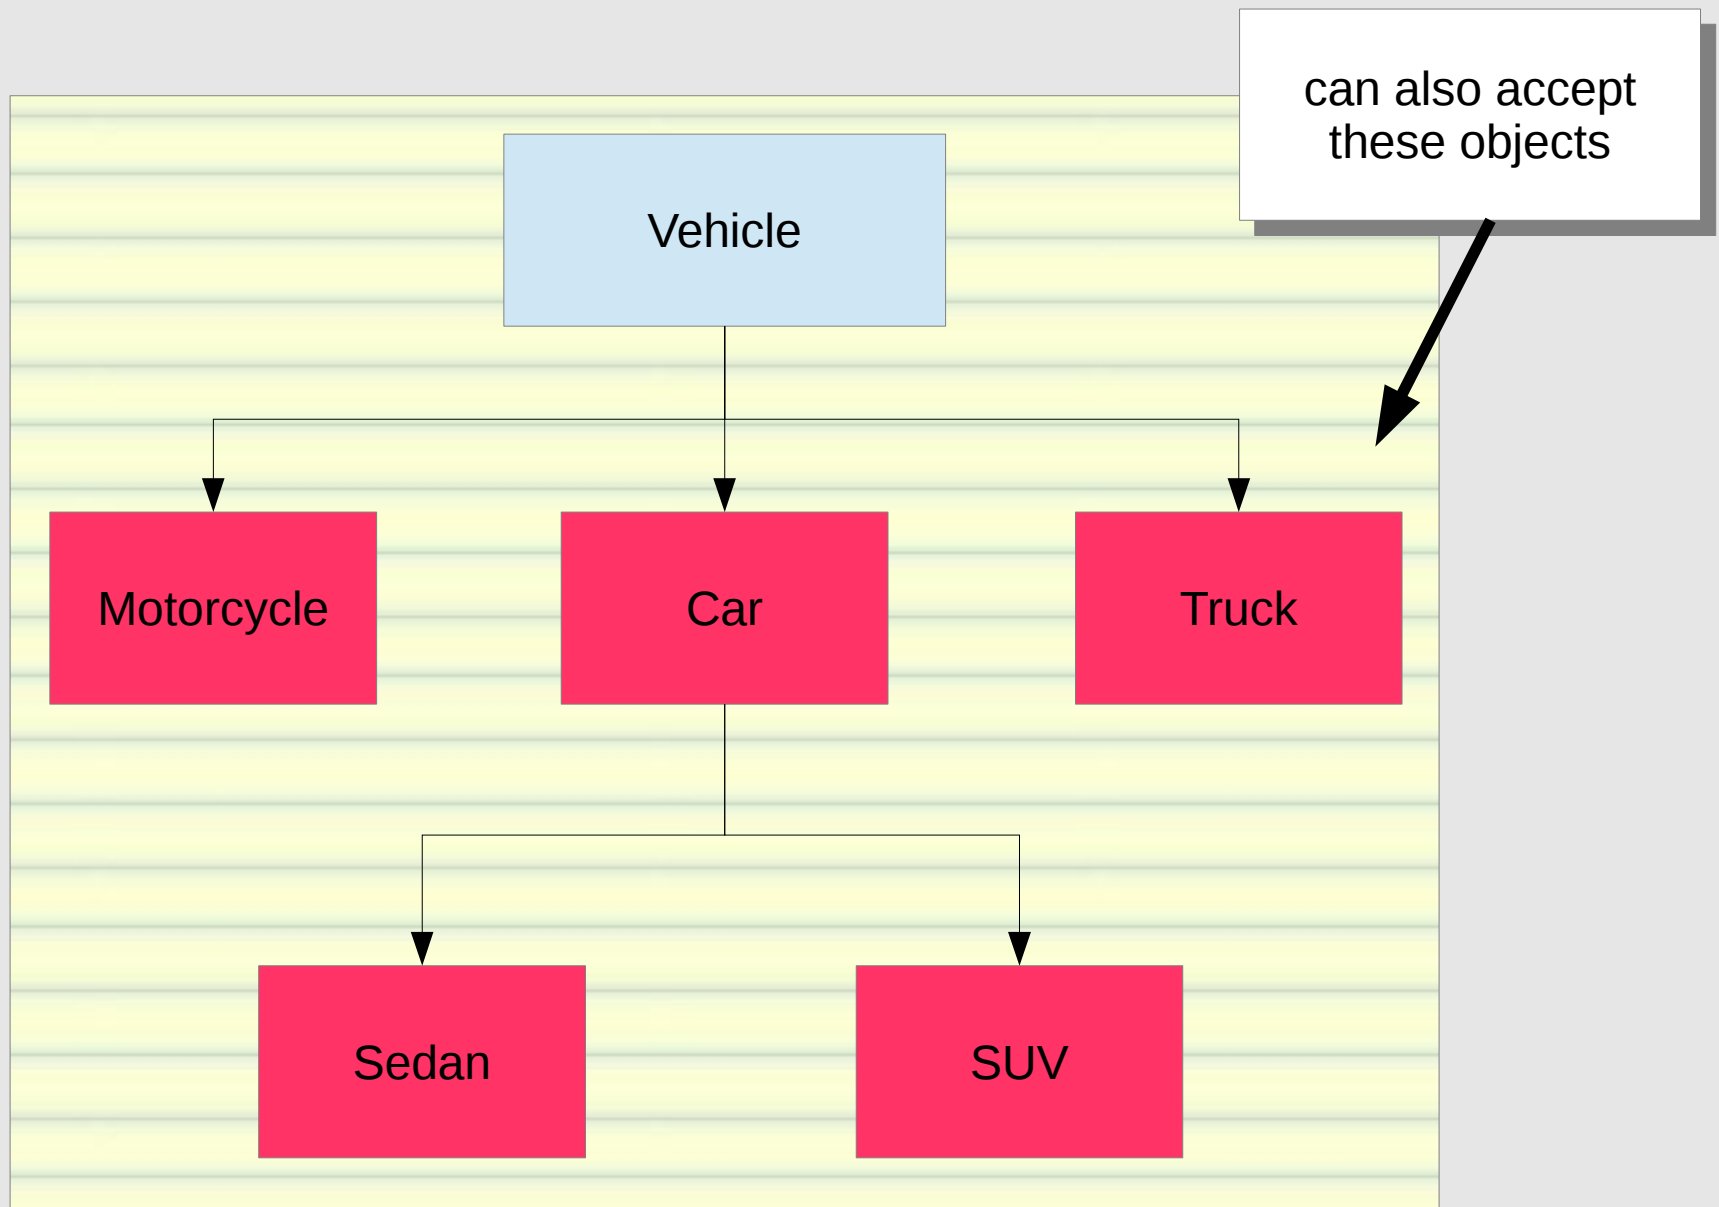 can also accept
these objects
Vehicle
Motorcycle
Car
Truck
Sedan
SUV